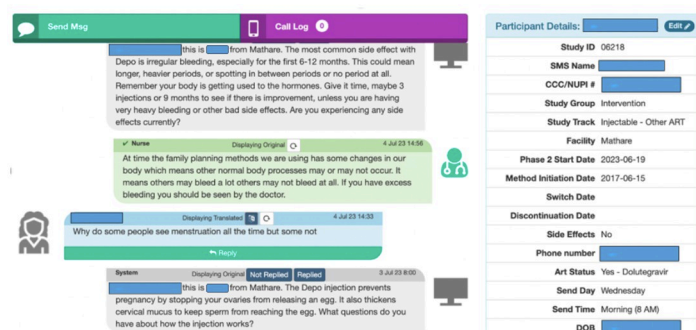 Send Msg
Call Log 0
this is from Mathare. The most common side effect with
Depo is irregular bleeding, especially for the first 6-12 months. This could mean
longer, heavier periods, or spotting in between periods or no period at all.
Remember your body is getting used to the hormones. Give it time, maybe 3
injections or 9 months to see if there is improvement, unless you are having
very heavy bleeding or other bad side effects. Are you experiencing any side
effects currently?
✓ Nurse Displaying Original 4 Jul 23 14:56
At time the family planning methods we are using has some changes in our
body which means other normal body processes may or may not occur. It
means others may bleed a lot others may not bleed at all. If you have excess
bleeding you should be seen by the doctor.
Displaying Translated 4 Jul 23 14:33
Why do some people see menstruation all the time but some not
Reply
System Displaying Original Not Replied Replied 3 Jul 23 8:00
this is from Mathare. The Depo injection prevents
pregnancy by stopping your ovaries from releasing an egg. It also thickens
cervical mucus to keep sperm from reaching the egg. What questions do you
have about how the injection works?
Participant Details: Edit
Study ID 06218
SMS Name
CCC/NUPI #
Study Group Intervention
Study Track Injectable - Other ART
Facility Mathare
Phase 2 Start Date 2023-06-19
Method Initiation Date 2017-06-15
Switch Date
Discontinuation Date
Side Effects No
Phone number
Art Status Yes - Dolutegravir
Send Day Wednesday
Send Time Morning (8 AM)
DOB